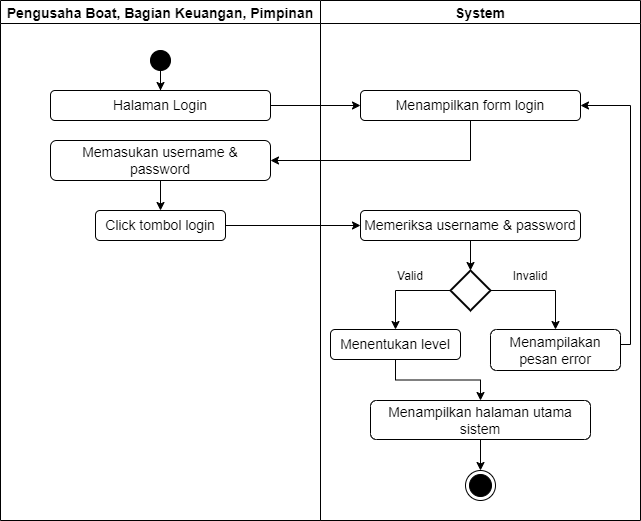 Pengusaha Boat, Bagian Keuangan, Pimpinan
System
Halaman Login
Menampilkan form login
Memasukan username &
password
Click tombol login
Memeriksa username & password
Valid
Invalid
Menentukan level
Menampilakan
pesan error
Menampilkan halaman utama
sistem